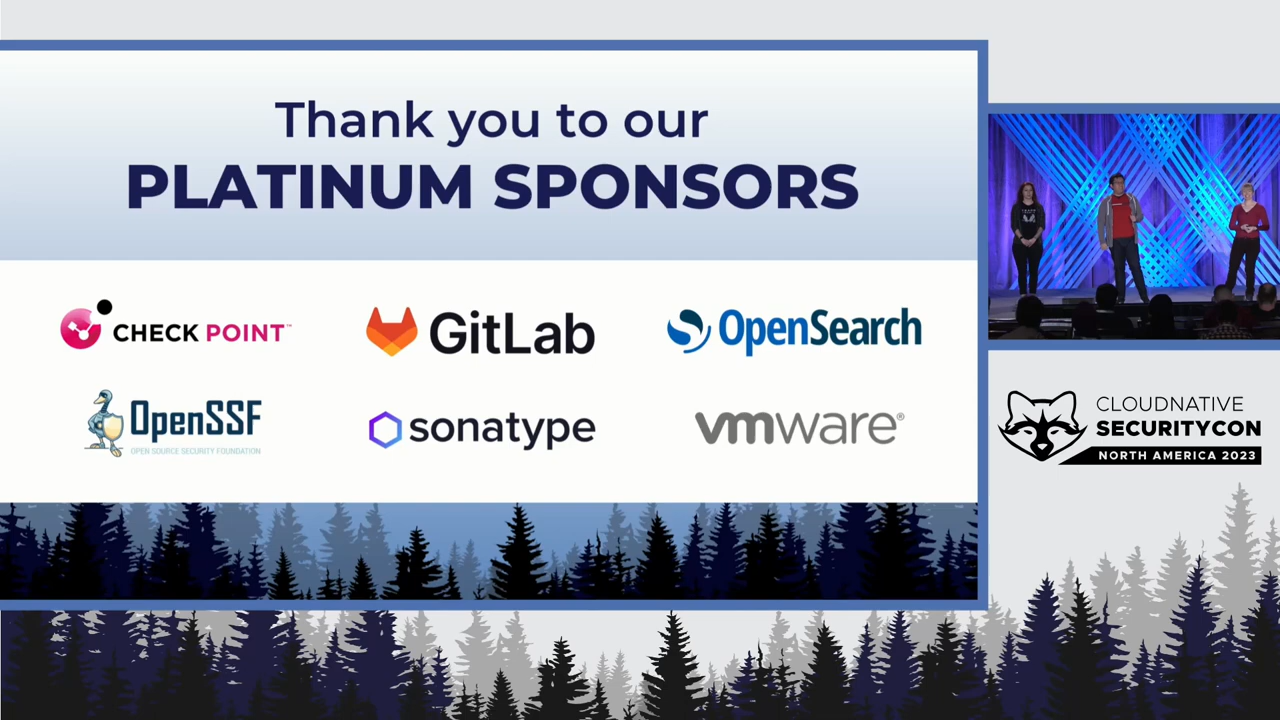 Thank you to our
PLATINUM SPONSORS
CHECK POINT™
GitLab
OpenSearch
OpenSSF
OPEN SOURCE SECURITY FOUNDATION
sonatype
vmware®
CLOUDNATIVE
SECURITYCON
NORTH AMERICA 2023